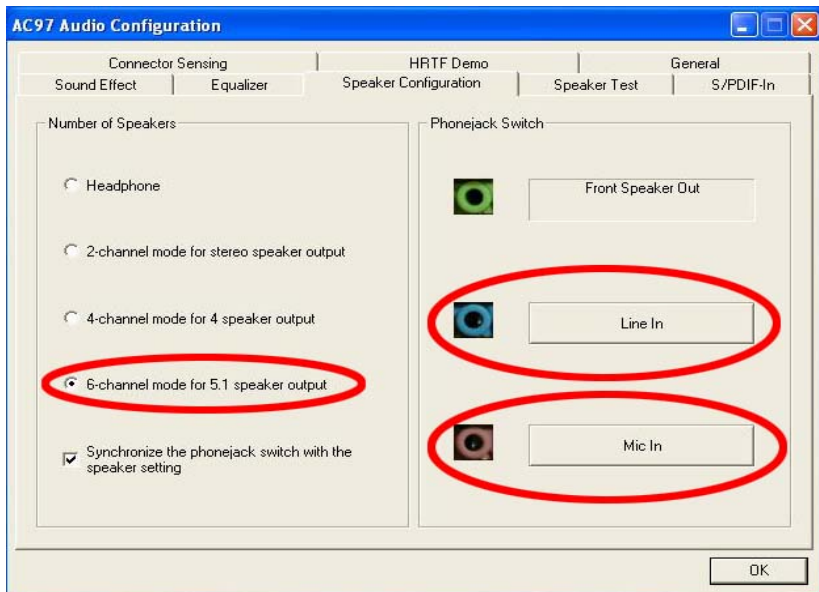 AC97 Audio Configuration
Connector Sensing
HRTF Demo
General
Sound Effect
Equalizer
Speaker Configuration
Speaker Test
S/PDIF-In
Number of Speakers
Headphone
2-channel mode for stereo speaker output
4-channel mode for 4 speaker output
6-channel mode for 5.1 speaker output
Synchronize the phonejack switch with the
speaker setting
Phonejack Switch
Front Speaker Out
Line In
Mic In
OK